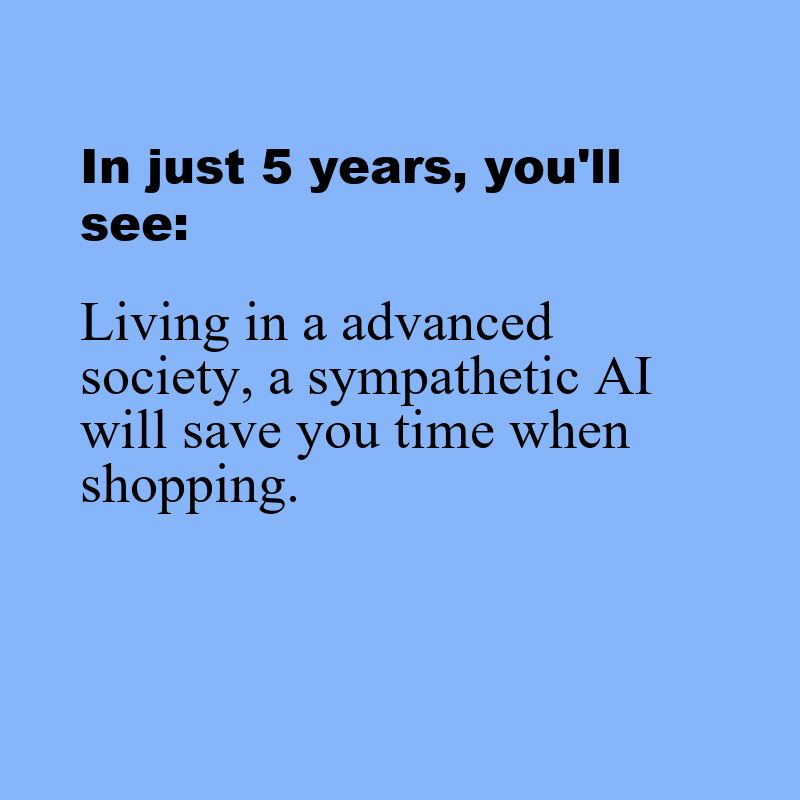 In just 5 years, you'll
see:
Living in a advanced
society, a sympathetic AI
will save you time when
shopping.